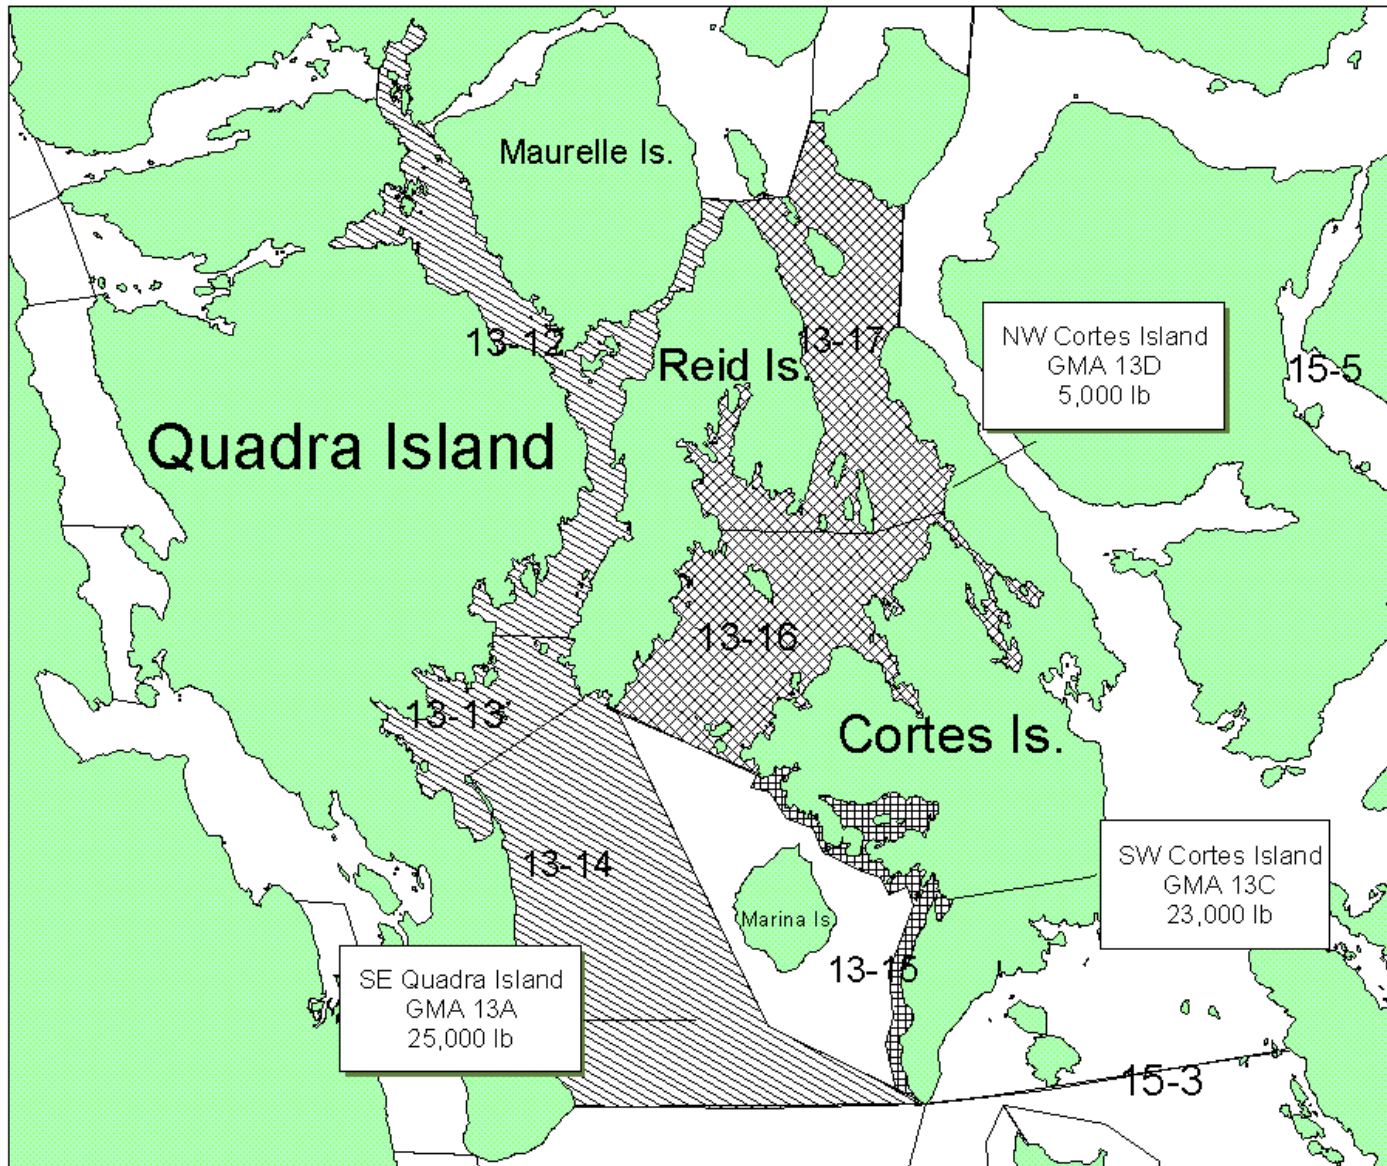 Maurelle Is.
13-12
13-17
NW Cortes Island
GMA 13D
5,000 lb
Reid Is.
15-5
Quadra Island
13-16
13-13
Cortes Is.
13-14
SW Cortes Island
GMA 13C
23,000 lb
Marina Is.
13-15
SE Quadra Island
GMA 13A
25,000 lb
15-3